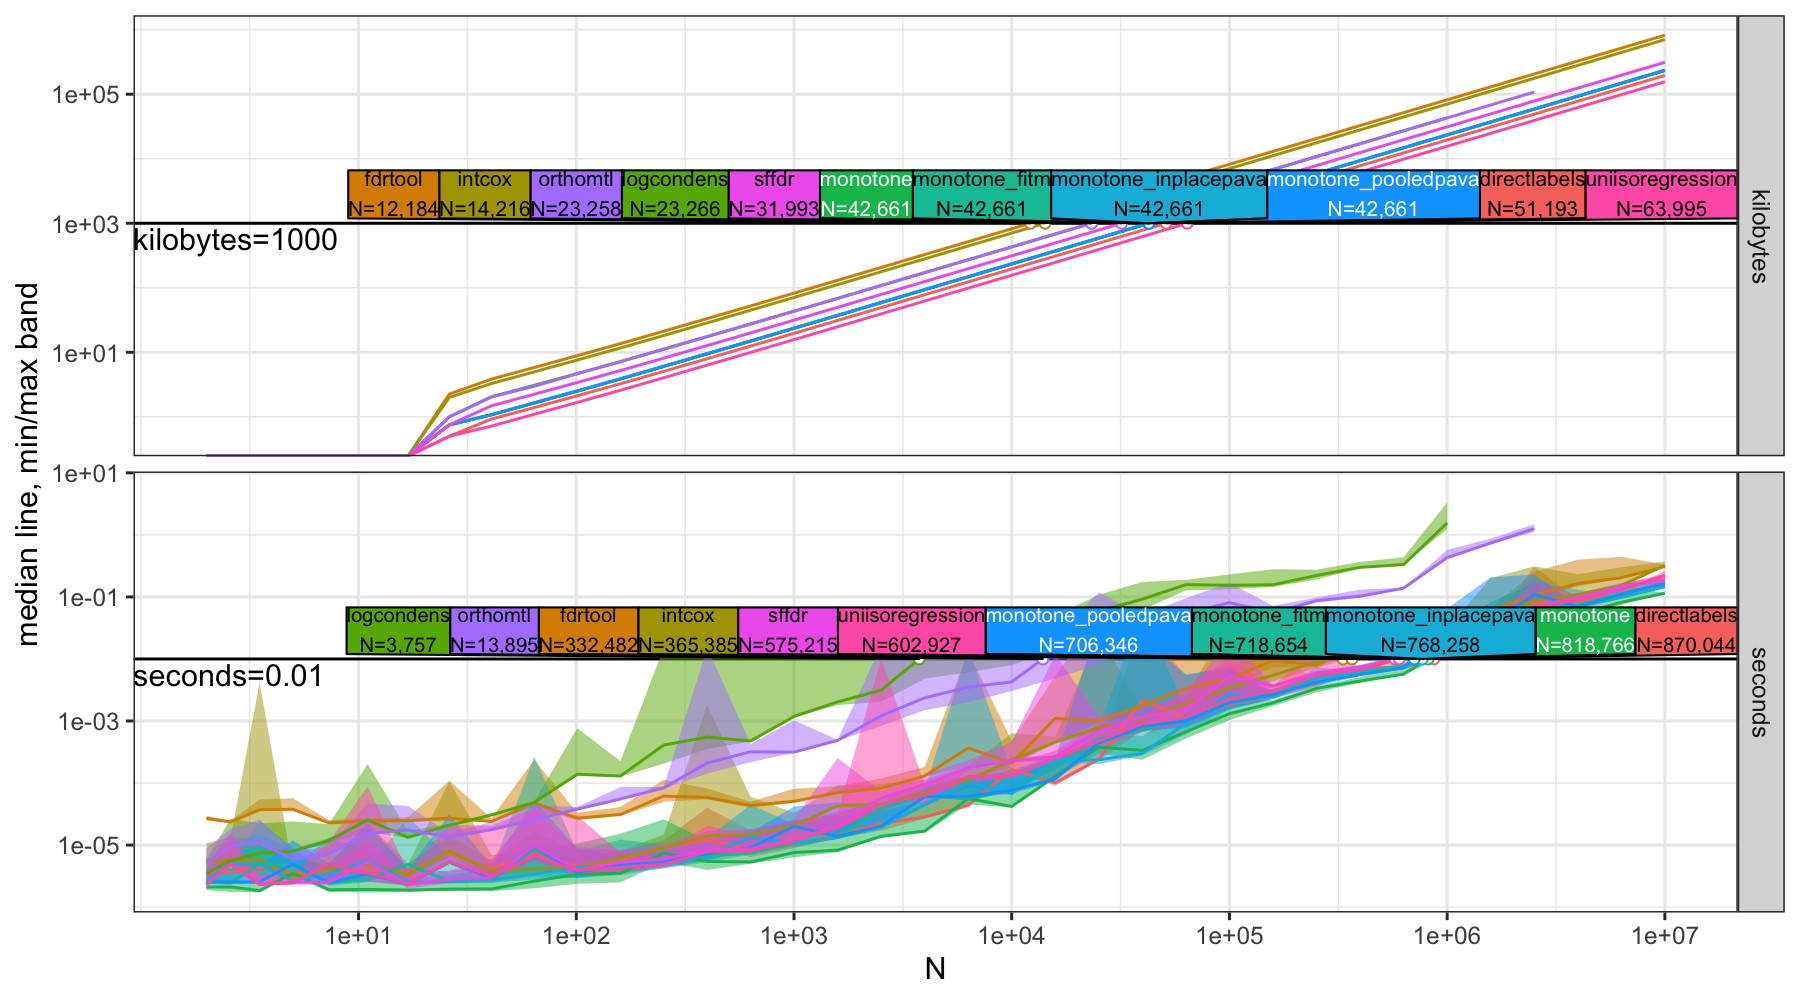 1e+05
fdrtool intcox orthomtl logcondens sffdr monotone monotone_fitm monotone_inplacepava monotone_pooledpava directlabels uniisoregression
N=12,184 N=14,216 N=23,258 N=23,266 N=31,993 N=42,661 N=42,661 N=42,661 N=42,661 N=51,193 N=63,995
1e+03
kilobytes=1000
1e+01
kilobytes
median line, min/max band
1e+01
1e-01
logcondens orthomtl fdrtool intcox sffdr uniisoregression monotone_pooledpava monotone_fitm monotone_inplacepava monotone directlabels
N=3,757 N=13,895 N=332,482 N=365,385 N=575,215 N=602,927 N=706,346 N=718,654 N=768,258 N=818,766 N=870,044
seconds=0.01
1e-03
1e-05
seconds
1e+01 1e+02 1e+03 1e+04 1e+05 1e+06 1e+07
N